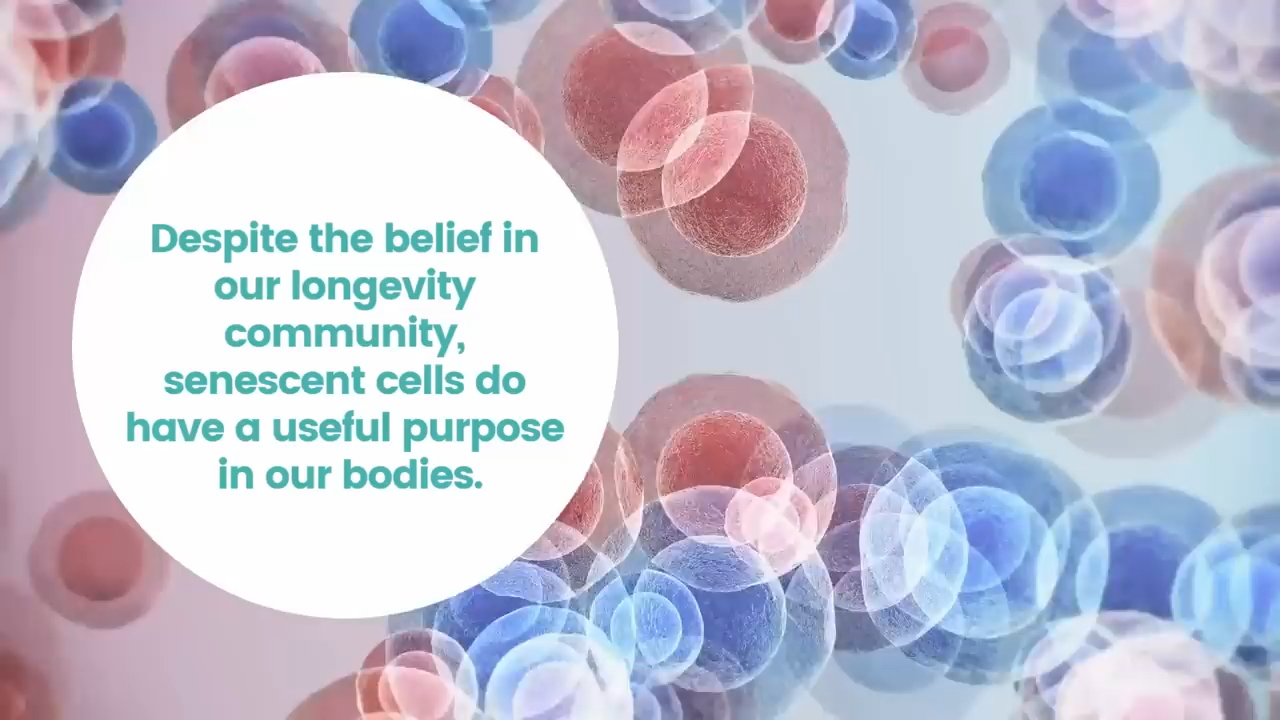 Despite the belief in
our longevity
community,
senescent cells do
have a useful purpose
in our bodies.